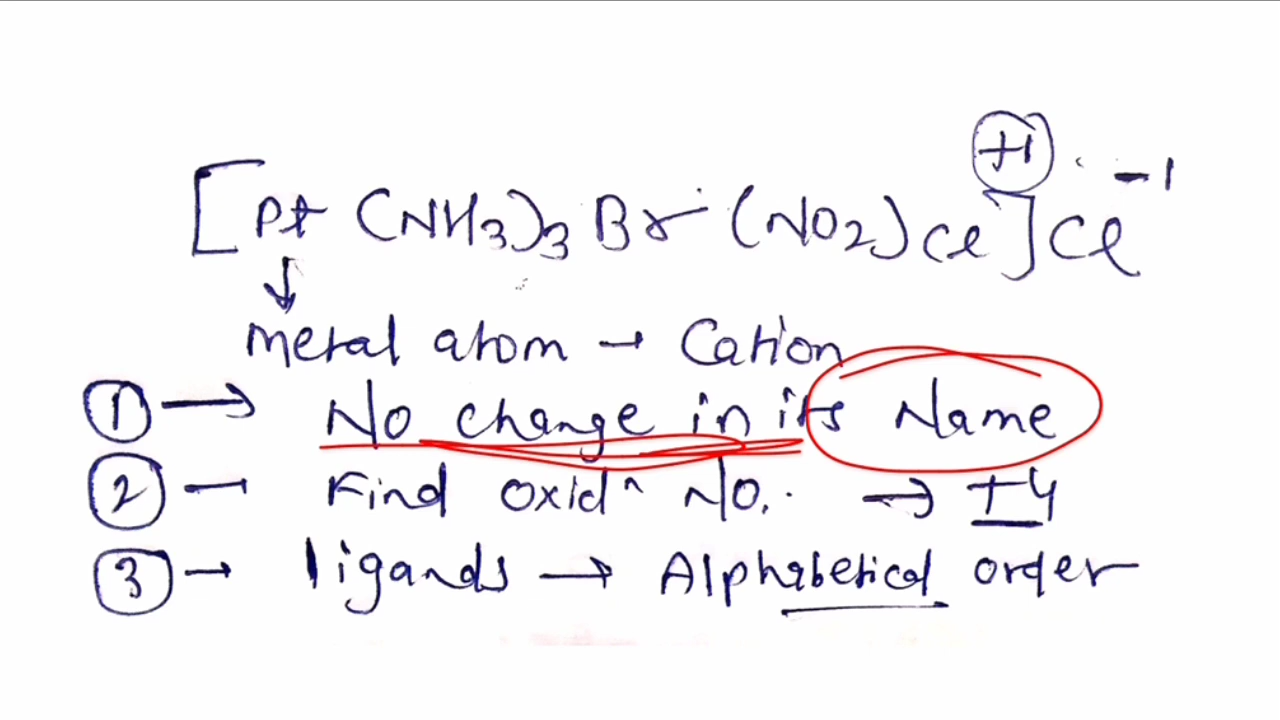 +1 -1
[Pt (NH3)3 Br (NO2) Cl] Cl
↓
metal atom → Cation
① → No change in its Name
② - Find Oxidⁿ No. → +4
③ → ligands → Alphabetical order